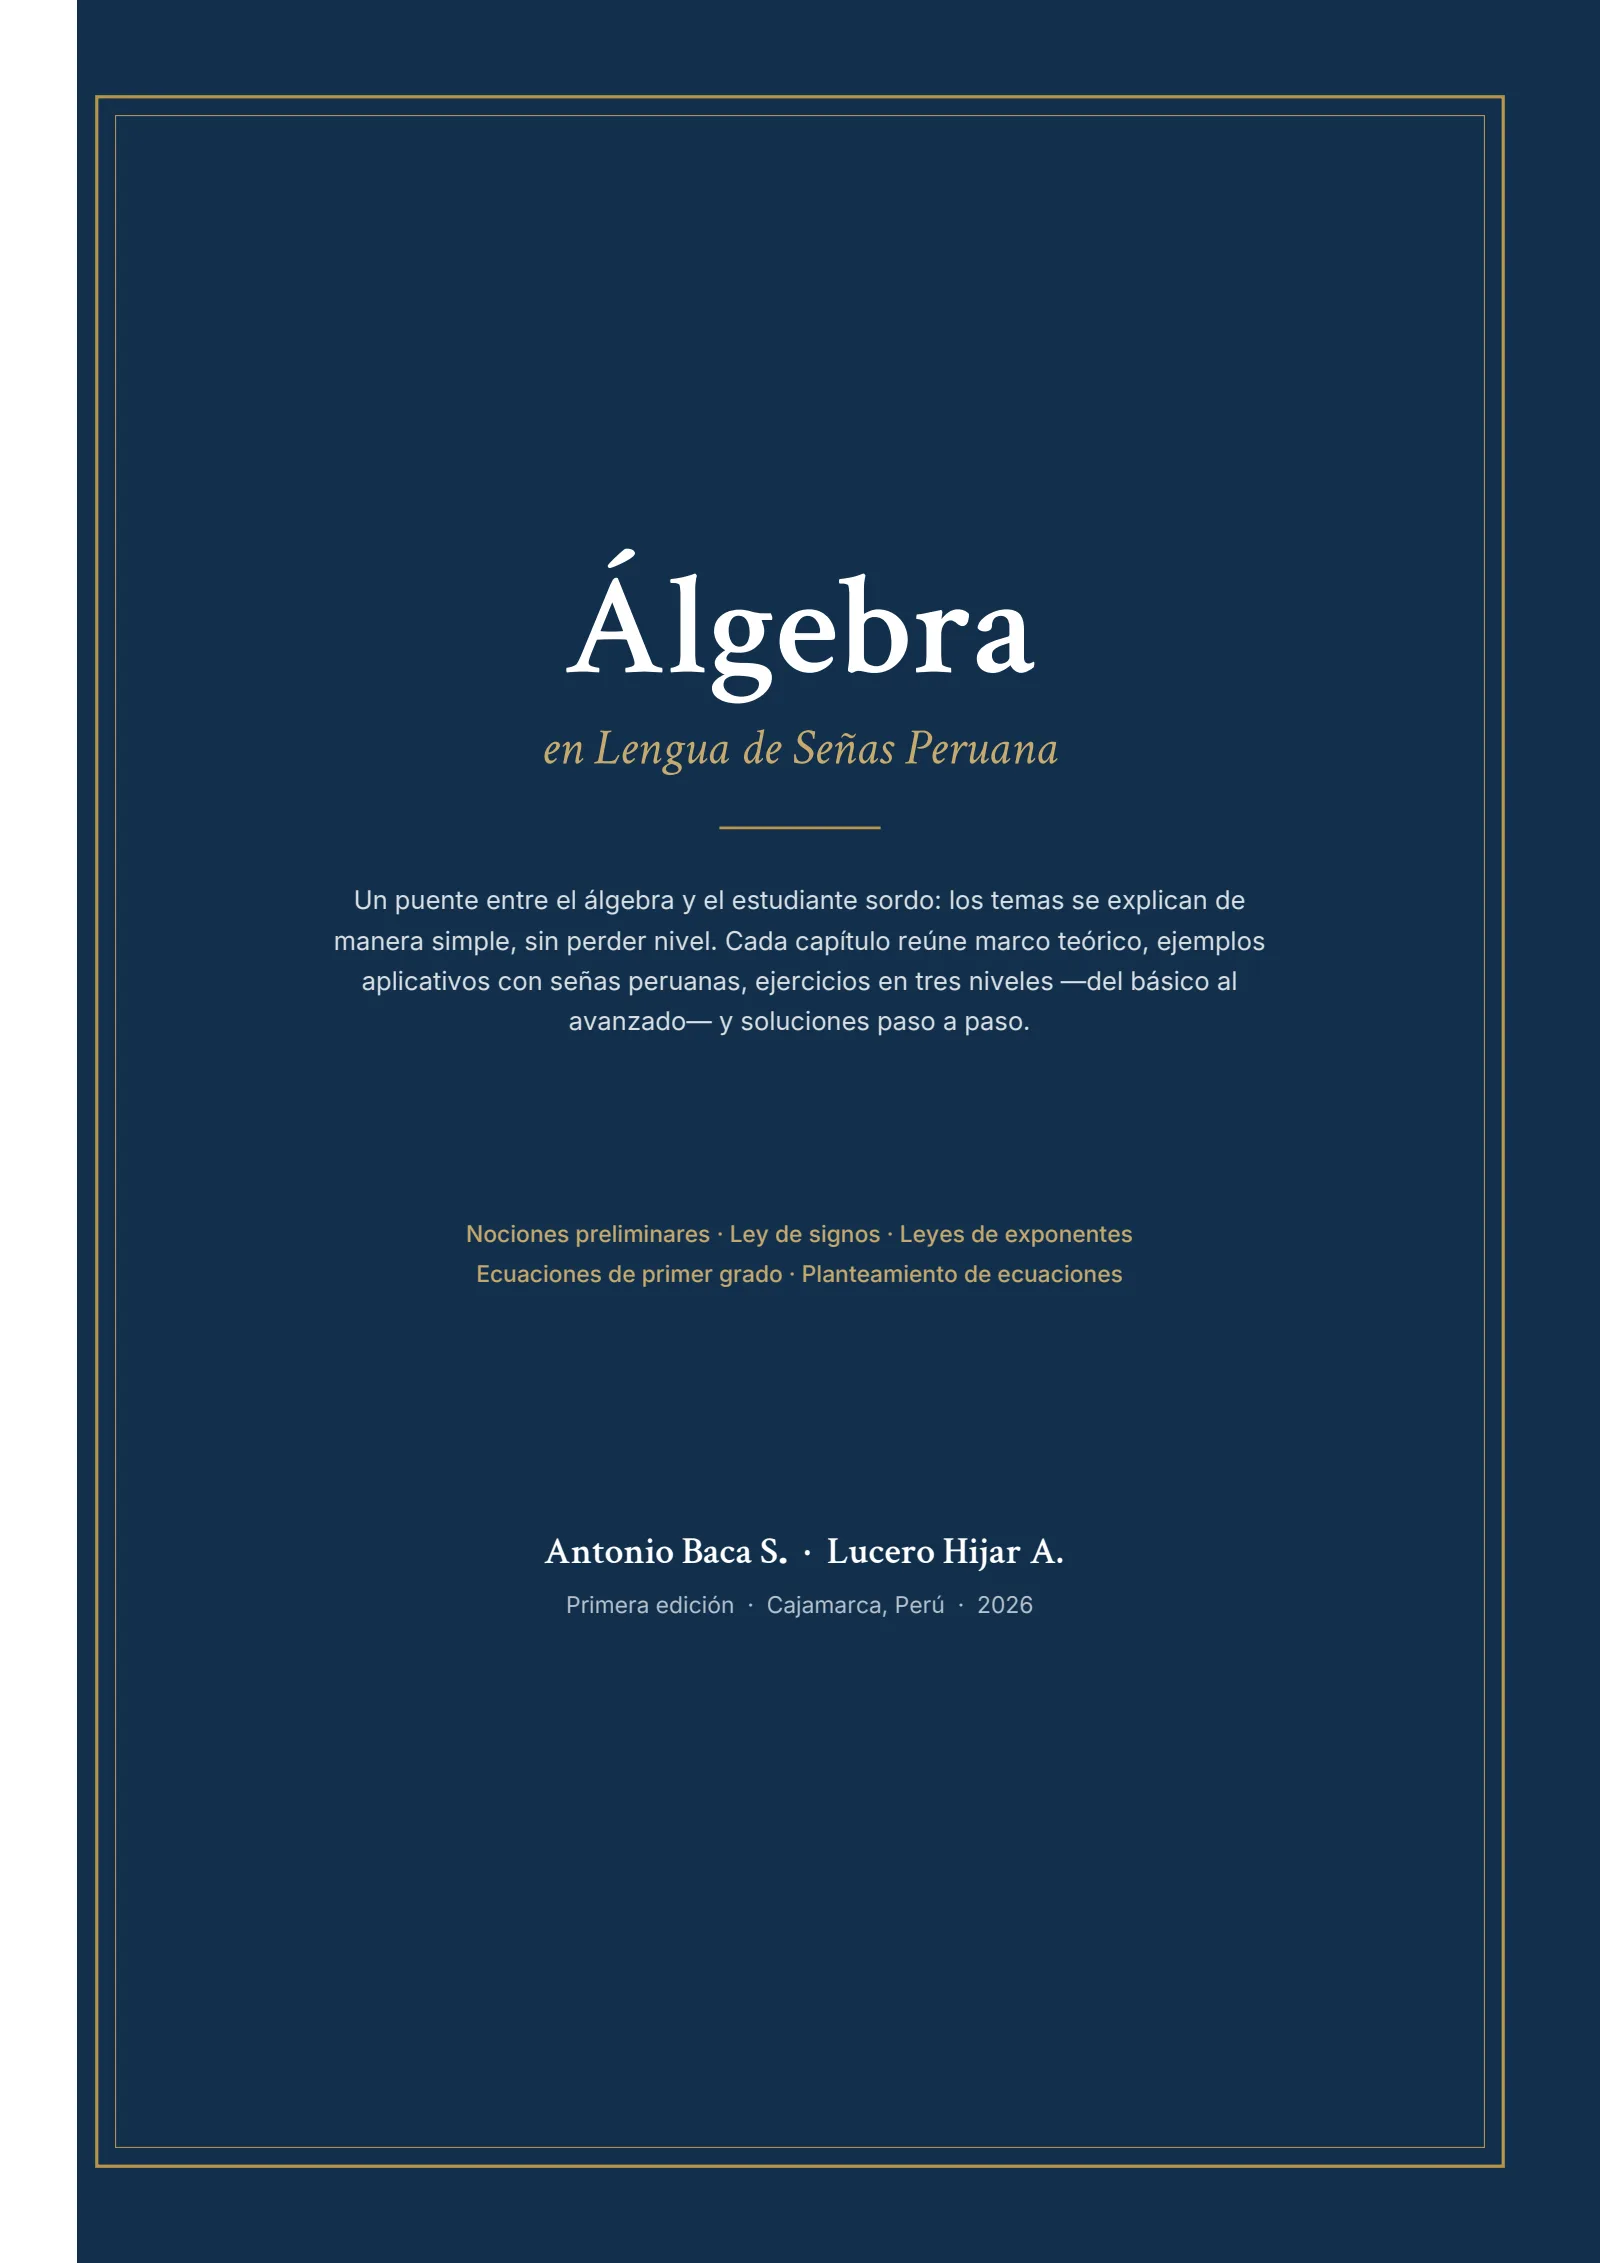 Álgebra
en Lengua de Señas Peruana
Un puente entre el álgebra y el estudiante sordo: los temas se explican de
manera simple, sin perder nivel. Cada capítulo reúne marco teórico, ejemplos
aplicativos con señas peruanas, ejercicios en tres niveles —del básico al
avanzado— y soluciones paso a paso.
Nociones preliminares · Ley de signos · Leyes de exponentes
Ecuaciones de primer grado · Planteamiento de ecuaciones
Antonio Baca S. · Lucero Hijar A.
Primera edición · Cajamarca, Perú · 2026